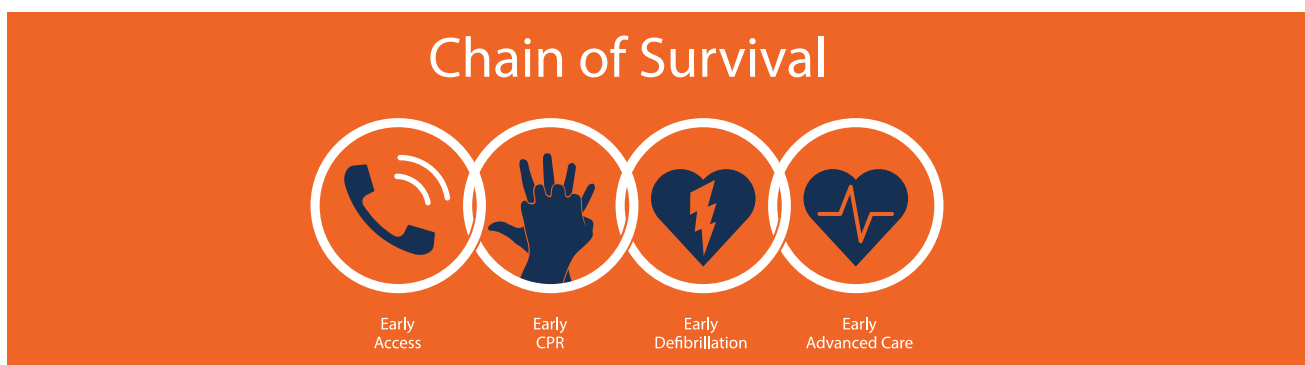 Chain of Survival
Early
Access
Early
CPR
Early
Defibrillation
Early
Advanced Care